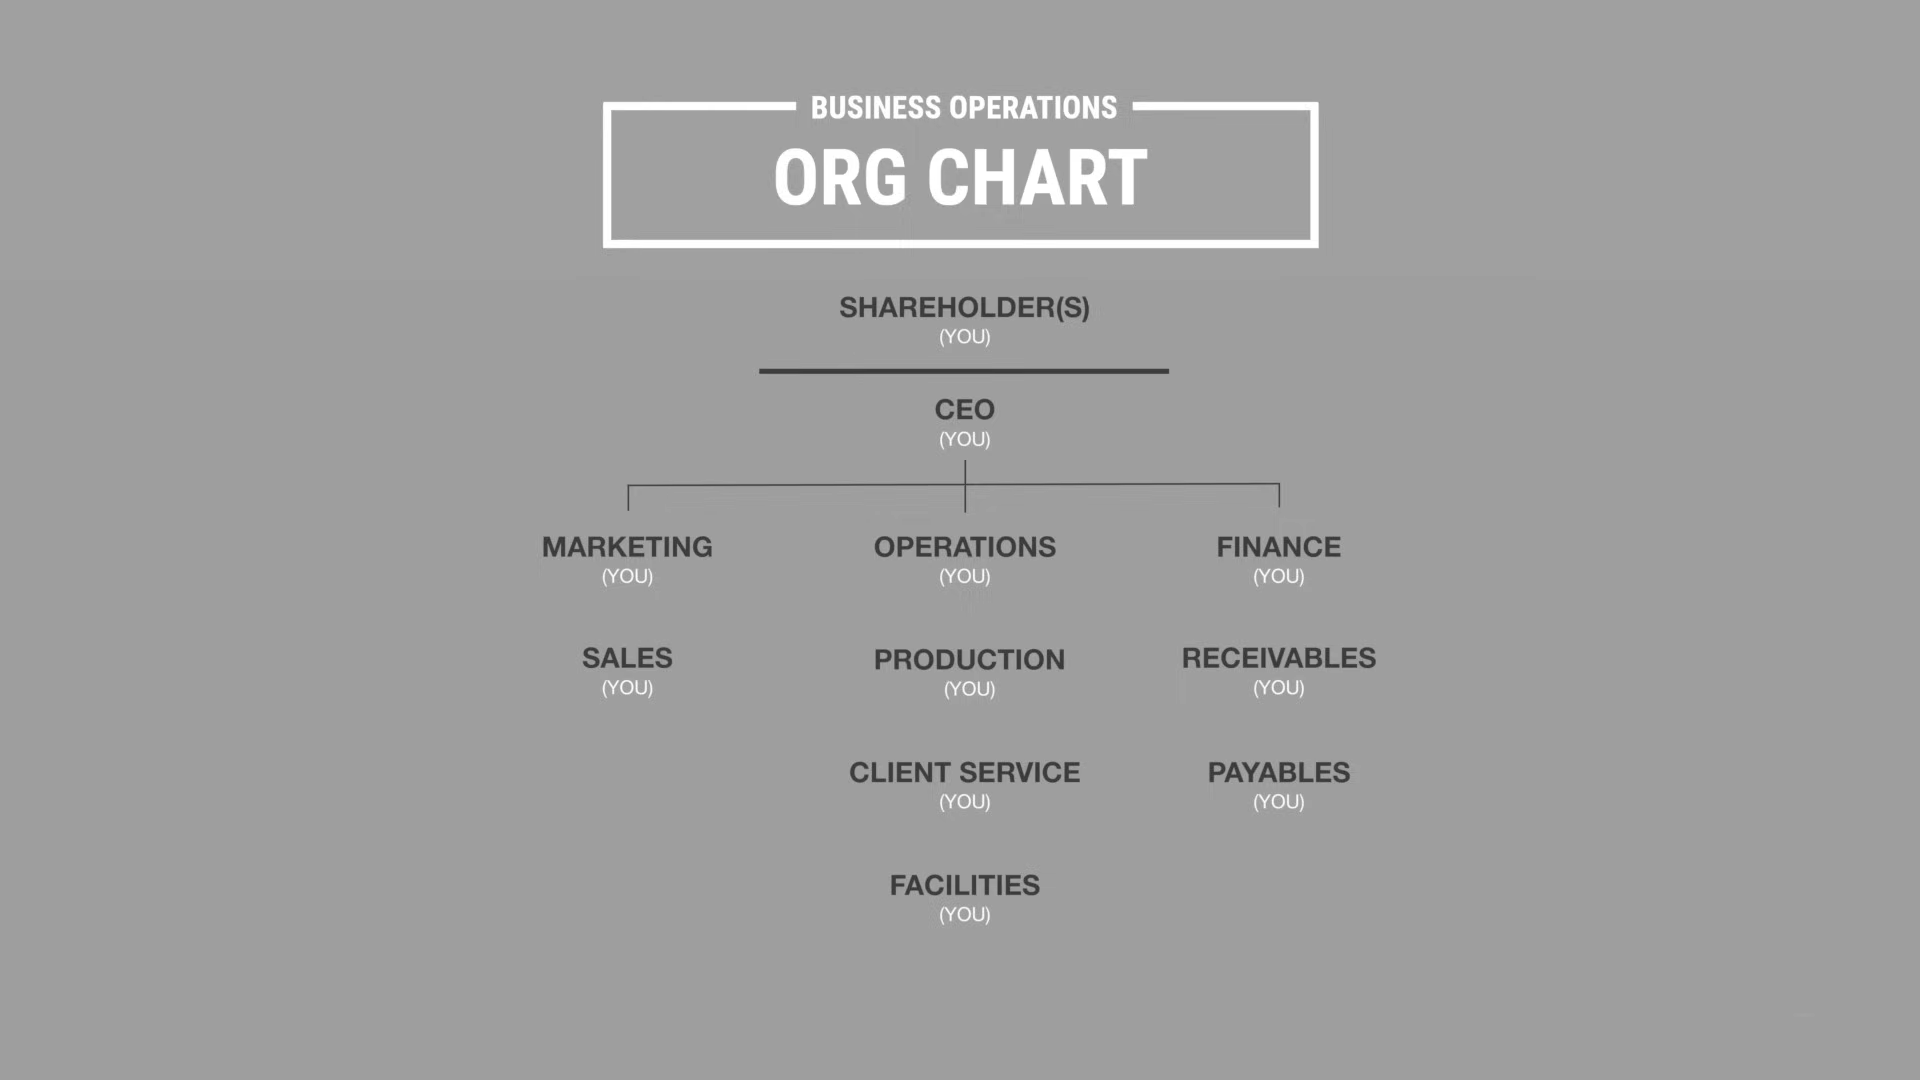 BUSINESS OPERATIONS
ORG CHART
SHAREHOLDER(S)
(YOU)
CEO
(YOU)
MARKETING
(YOU)
OPERATIONS
(YOU)
FINANCE
(YOU)
SALES
(YOU)
PRODUCTION
(YOU)
RECEIVABLES
(YOU)
CLIENT SERVICE
(YOU)
PAYABLES
(YOU)
FACILITIES
(YOU)